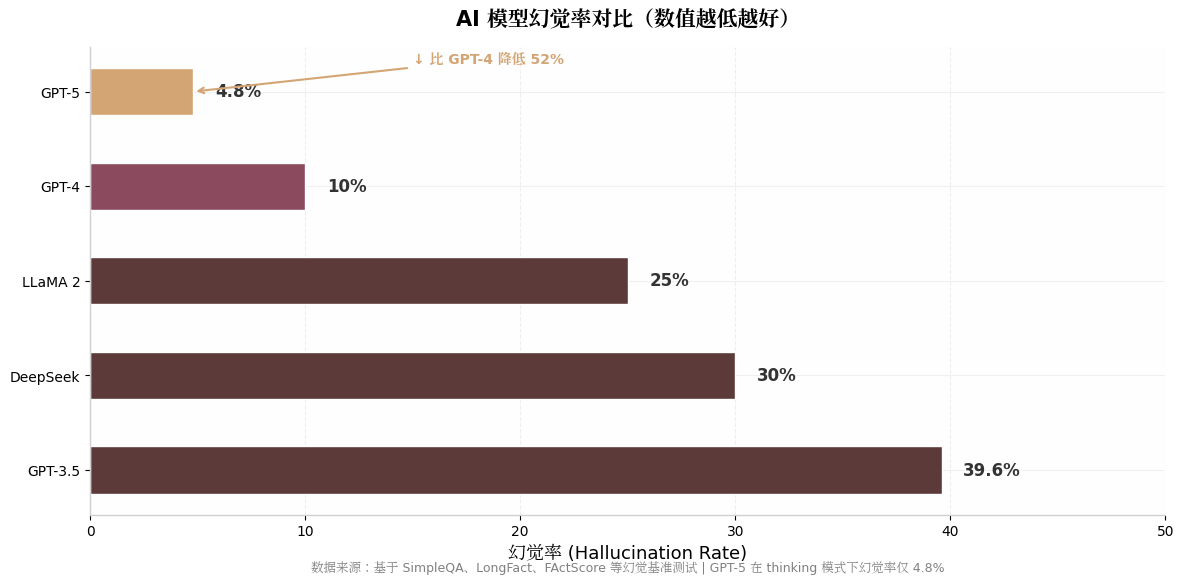 AI 模型幻觉率对比（数值越低越好）
↓ 比 GPT-4 降低 52%
GPT-5 4.8%
GPT-4 10%
LLaMA 2 25%
DeepSeek 30%
GPT-3.5 39.6%
0 10 20 30 40 50
幻觉率 (Hallucination Rate)
数据来源：基于 SimpleQA、LongFact、FActScore 等幻觉基准测试 | GPT-5 在 thinking 模式下幻觉率仅 4.8%